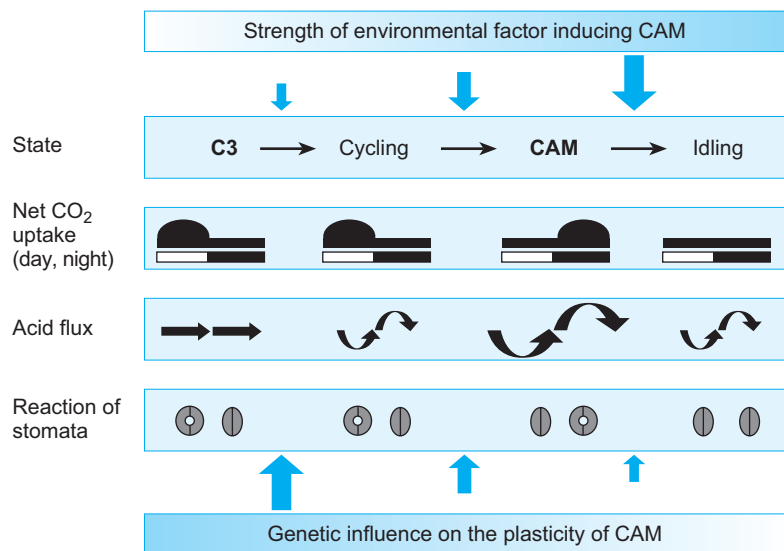 Strength of environmental factor inducing CAM
State
C3
Cycling
CAM
Idling
Net CO₂
uptake
(day, night)
Acid flux
Reaction of
stomata
Genetic influence on the plasticity of CAM